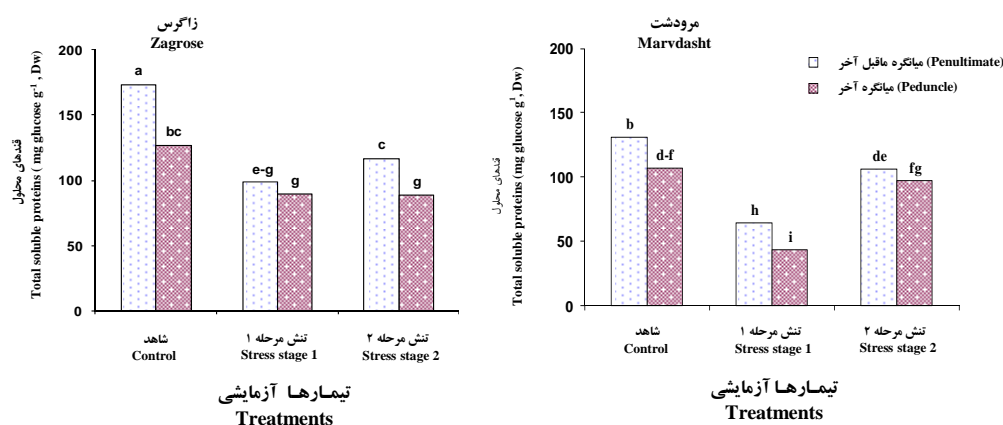 زاگرس
Zagrose
قندهای محلول
Total soluble proteins ( mg glucose g-1 , Dw)
200
150
100
50
0
a
bc
e-g
g
c
g
شاهد
Control
تنش مرحله ۱
Stress stage 1
تنش مرحله ۲
Stress stage 2
تیمـارهـا آزمایشی
Treatments
مرودشت
Marvdasht
میانگره ماقبل آخر (Penultimate)
میانگره آخر (Peduncle)
قندهای محلول
Total soluble proteins (mg glucose g1, Dw)
200
150
100
50
0
b
d-f
h
i
de
fg
شاهد
Control
تنش مرحله ۱
Stress stage 1
تنش مرحله ۲
Stress stage 2
تیمـارهـا آزمایشی
Treatments